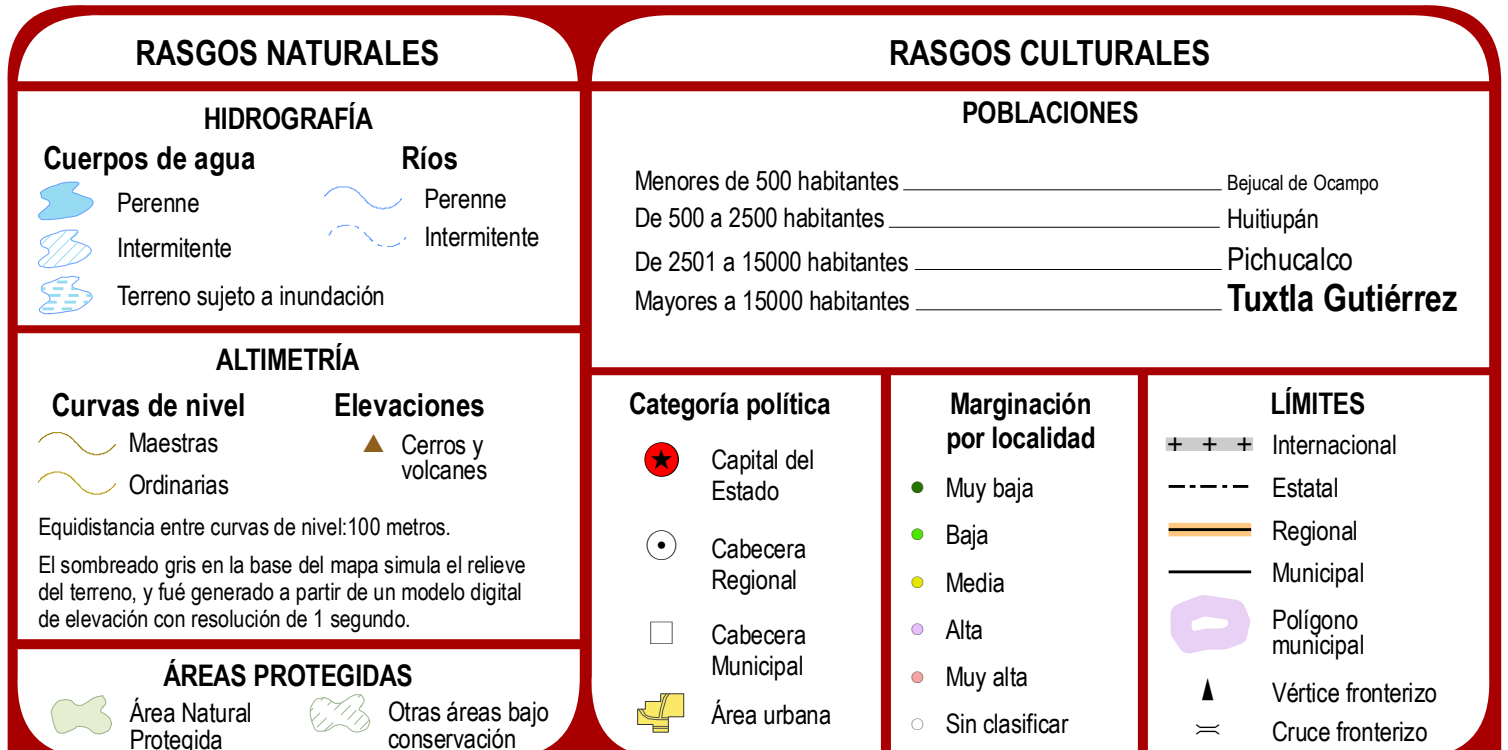 RASGOS NATURALES
HIDROGRAFÍA
Cuerpos de agua
Perenne
Intermitente
Terreno sujeto a inundación
Ríos
Perenne
Intermitente
ALTIMETRÍA
Curvas de nivel
Maestras
Ordinarias
Elevaciones
Cerros y
volcanes
Equidistancia entre curvas de nivel:100 metros.
El sombreado gris en la base del mapa simula el relieve
del terreno, y fué generado a partir de un modelo digital
de elevación con resolución de 1 segundo.
ÁREAS PROTEGIDAS
Área Natural
Protegida
Otras áreas bajo
conservación
RASGOS CULTURALES
POBLACIONES
Menores de 500 habitantes Bejucal de Ocampo
De 500 a 2500 habitantes Huitiupán
De 2501 a 15000 habitantes Pichucalco
Mayores a 15000 habitantes Tuxtla Gutiérrez
Categoría política
Capital del
Estado
Cabecera
Regional
Cabecera
Municipal
Área urbana
Marginación
por localidad
Muy baja
Baja
Media
Alta
Muy alta
Sin clasificar
LÍMITES
Internacional
Estatal
Regional
Municipal
Polígono
municipal
Vértice fronterizo
Cruce fronterizo